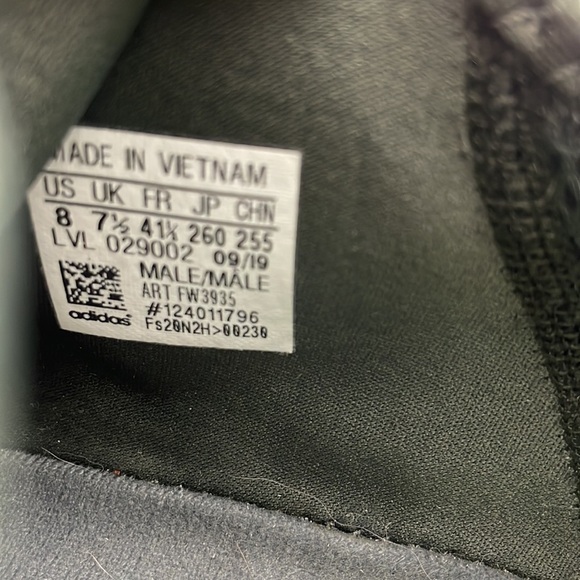 MADE IN VIETNAM
US UK FR JP CHN
8 7½ 41⅓ 260 255
LVL 029002 09/19
MALE/MÂLE
ART FW3935
#124011796
adidas Fs20N2H>00230